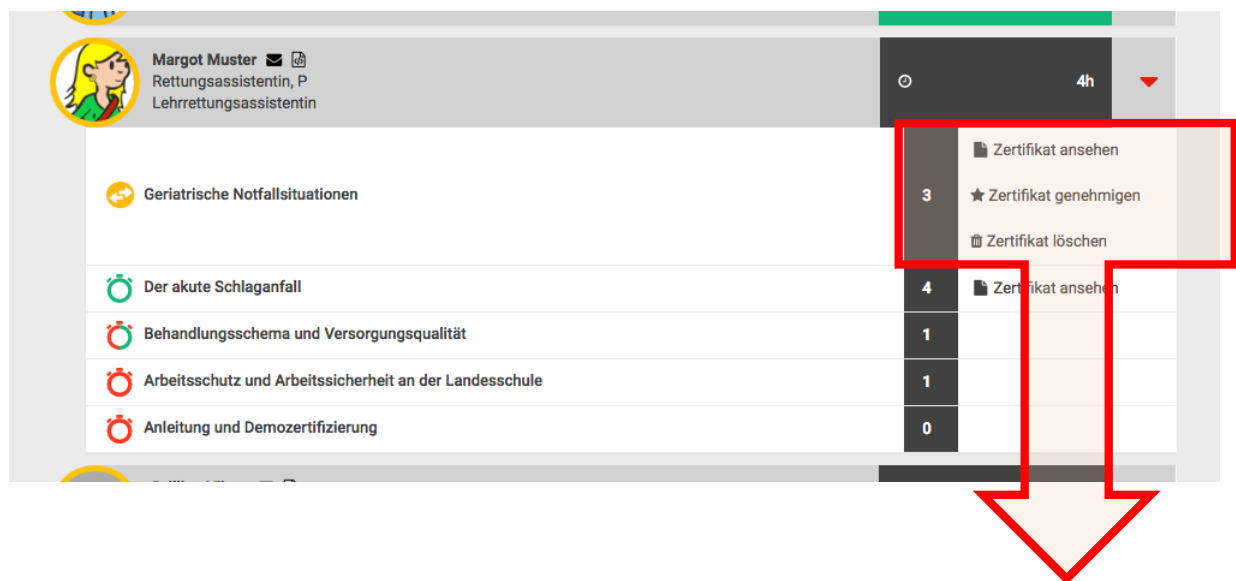 Margot Muster
Rettungsassistentin, P
Lehrrettungsassistentin
4h
Geriatrische Notfallsituationen
3
Zertifikat ansehen
Zertifikat genehmigen
Zertifikat löschen
Der akute Schlaganfall
4
Zertifikat ansehen
Behandlungsschema und Versorgungsqualität
1
Arbeitsschutz und Arbeitssicherheit an der Landesschule
1
Anleitung und Demozertifizierung
0